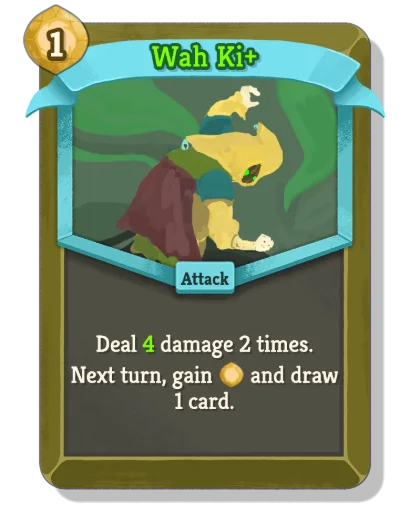 1
Wah Ki+
Attack
Deal 4 damage 2 times.
Next turn, gain and draw
1 card.